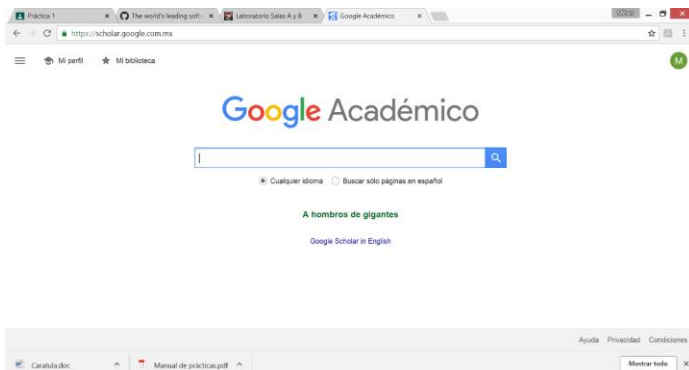 Práctica 1
The world's leading softw
Laboratorio Salas A y B
Google Académico
https://scholar.google.com.mx
Mi perfil
Mi biblioteca
M
Google Académico
Cualquier idioma
Buscar sólo páginas en español
A hombros de gigantes
Google Scholar in English
Ayuda Privacidad Condiciones
Caratula.doc
Manual de prácticas.pdf
Mostrar todo